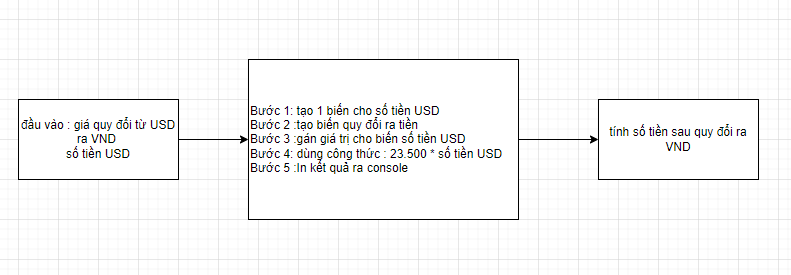 đầu vào : giá quy đổi từ USD
ra VND
số tiền USD
Bước 1: tạo 1 biến cho số tiền USD
Bước 2 :tạo biến quy đổi ra tiền
Bước 3 :gán giá trị cho biến số tiền USD
Bước 4: dùng công thức : 23.500 * số tiền USD
Bước 5 :In kết quả ra console
tính số tiền sau quy đổi ra
VND